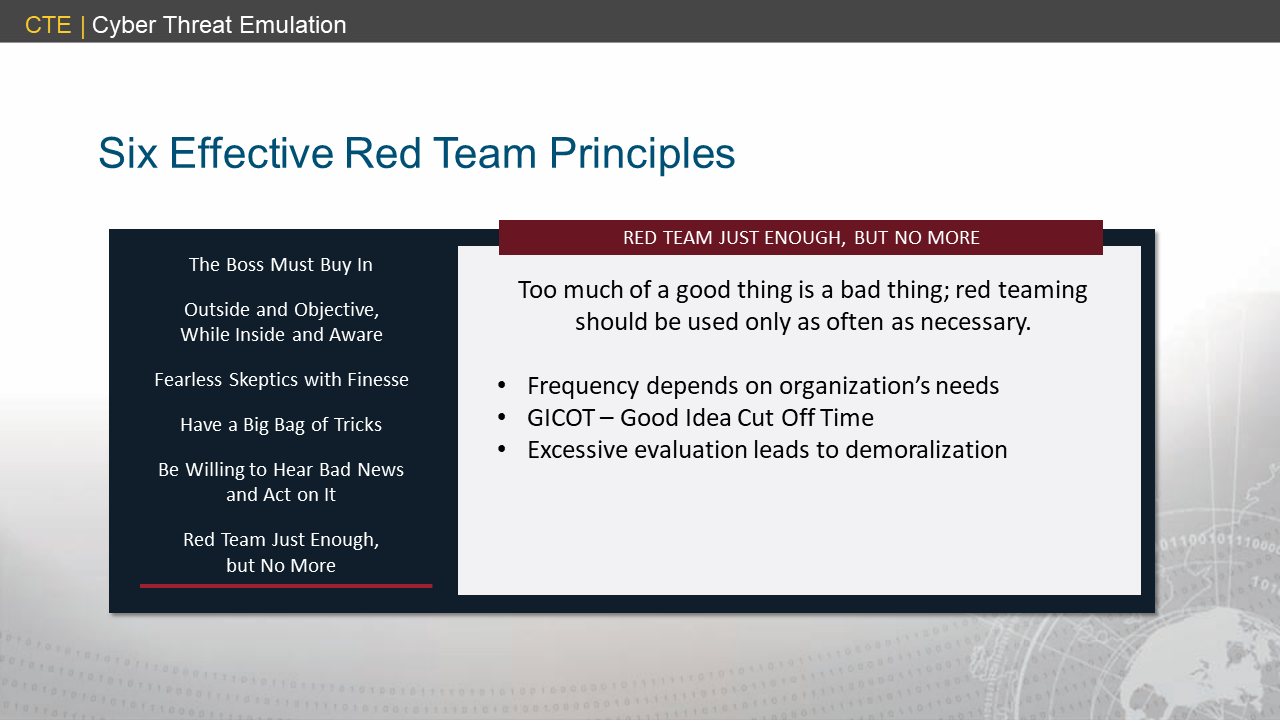 CTE | Cyber Threat Emulation
Six Effective Red Team Principles
The Boss Must Buy In
Outside and Objective,
While Inside and Aware
Fearless Skeptics with Finesse
Have a Big Bag of Tricks
Be Willing to Hear Bad News
and Act on It
Red Team Just Enough,
but No More
RED TEAM JUST ENOUGH, BUT NO MORE
Too much of a good thing is a bad thing; red teaming
should be used only as often as necessary.
• Frequency depends on organization’s needs
• GICOT – Good Idea Cut Off Time
• Excessive evaluation leads to demoralization